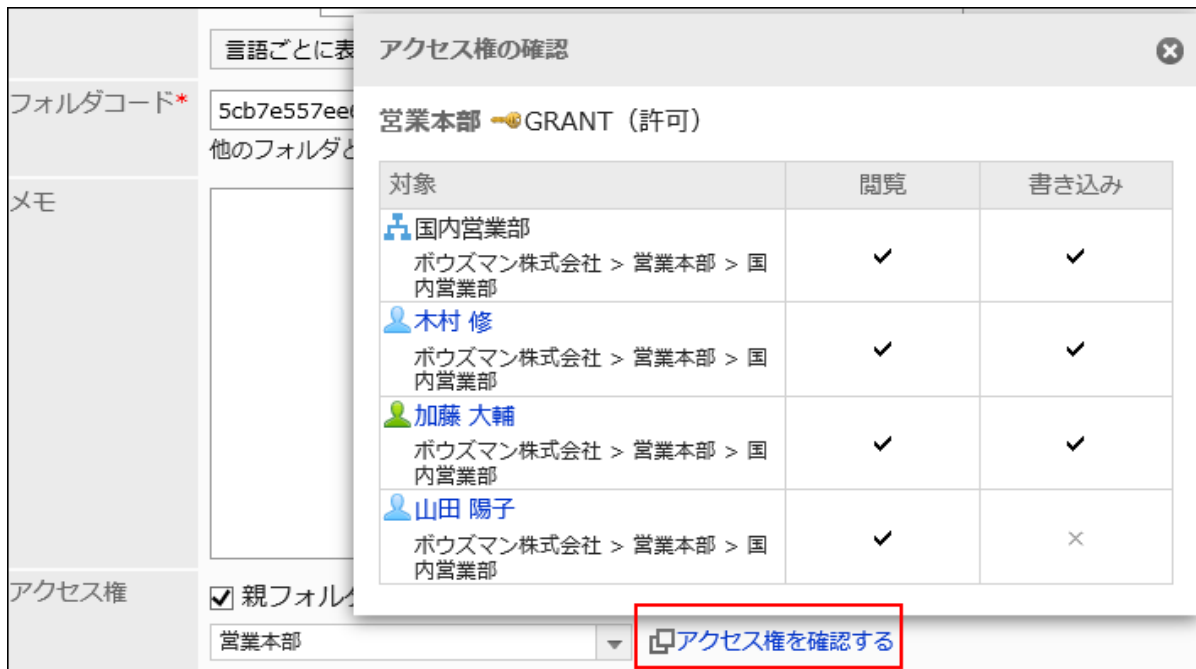 言語ごとに表
アクセス権の確認
フォルダコード*
5cb7e557ee
他のフォルダと
営業本部 GRANT（許可）
対象 閲覧 書き込み
メモ
国内営業部
ボウズマン株式会社 > 営業本部 > 国
内営業部
木村 修
ボウズマン株式会社 > 営業本部 > 国
内営業部
加藤 大輔
ボウズマン株式会社 > 営業本部 > 国
内営業部
山田 陽子
ボウズマン株式会社 > 営業本部 > 国
内営業部
アクセス権
親フォル
営業本部
アクセス権を確認する